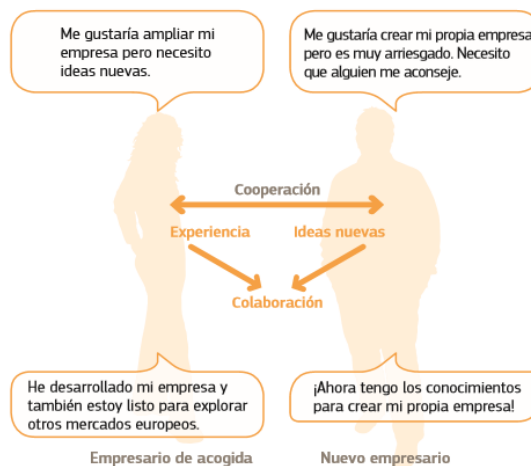 Me gustaría ampliar mi
empresa pero necesito
ideas nuevas.
Me gustaría crear mi propia empresa
pero es muy arriesgado. Necesito
que alguien me aconseje.
Cooperación
Experiencia
Ideas nuevas
Colaboración
He desarrollado mi empresa y
también estoy listo para explorar
otros mercados europeos.
¡Ahora tengo los conocimientos
para crear mi propia empresa!
Empresario de acogida
Nuevo empresario